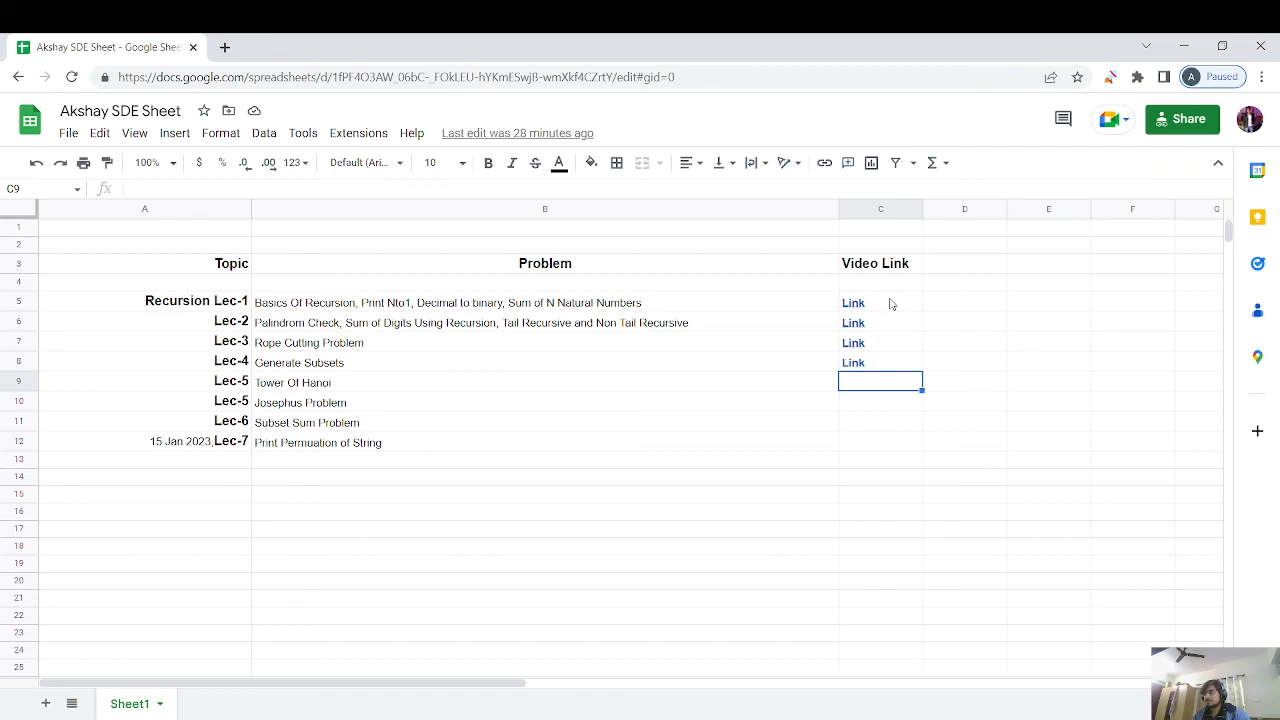 Akshay SDE Sheet - Google Shee
https://docs.google.com/spreadsheets/d/1fPF4O3AW_06bC-_FOkLEU-hYKmESwjB-wmXkf4CZrtY/edit#gid=0
A Paused
Akshay SDE Sheet
File Edit View Insert Format Data Tools Extensions Help Last edit was 28 minutes ago
Share
100% $ % .0 .00 123 Default (Ari... 10 B I S A Σ
C9 fx
A B C D E F G
1
2
3 Topic Problem Video Link
4
5 Recursion Lec-1 Basics Of Recursion, Print Nto1, Decimal to binary, Sum of N Natural Numbers Link
6 Lec-2 Palindrom Check, Sum of Digits Using Recursion, Tail Recursive and Non Tail Recursive Link
7 Lec-3 Rope Cutting Problem Link
8 Lec-4 Generate Subsets Link
9 Lec-5 Tower Of Hanoi
10 Lec-5 Josephus Problem
11 Lec-6 Subset Sum Problem
12 15 Jan 2023,Lec-7 Print Permuation of String
13
14
15
16
17
18
19
20
21
22
23
24
25
Sheet1